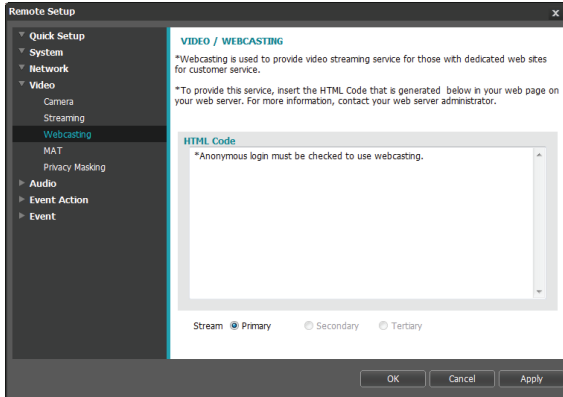 Remote Setup
x
Quick Setup
System
Network
Video
Camera
Streaming
Webcasting
MAT
Privacy Masking
Audio
Event Action
Event
VIDEO / WEBCASTING
*Webcasting is used to provide video streaming service for those with dedicated web sites
for customer service.
*To provide this service, insert the HTML Code that is generated below in your web page on
your web server. For more information, contact your web server administrator.
HTML Code
*Anonymous login must be checked to use webcasting.
Stream Primary Secondary Tertiary
OK Cancel Apply